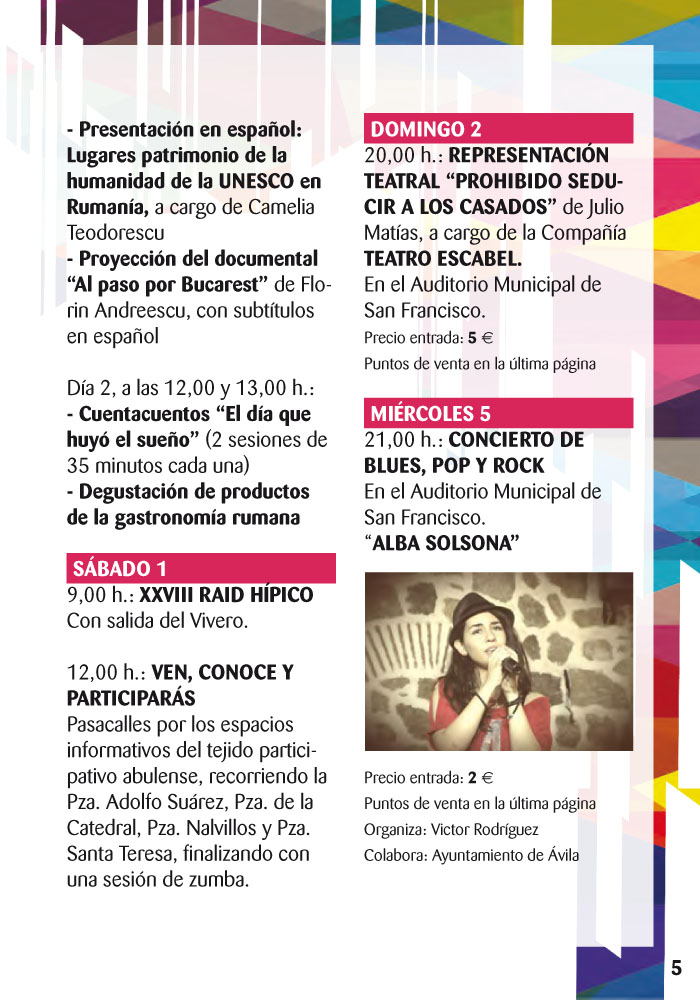 - Presentación en español:
Lugares patrimonio de la
humanidad de la UNESCO en
Rumanía, a cargo de Camelia
Teodorescu
- Proyección del documental
“Al paso por Bucarest” de Flo-
rin Andreescu, con subtítulos
en español
Día 2, a las 12,00 y 13,00 h.:
- Cuentacuentos “El día que
huyó el sueño” (2 sesiones de
35 minutos cada una)
- Degustación de productos
de la gastronomía rumana
SÁBADO 1
9,00 h.: XXVIII RAID HÍPICO
Con salida del Vivero.
12,00 h.: VEN, CONOCE Y
PARTICIPARÁS
Pasacalles por los espacios
informativos del tejido partici-
pativo abulense, recorriendo la
Pza. Adolfo Suárez, Pza. de la
Catedral, Pza. Nalvillos y Pza.
Santa Teresa, finalizando con
una sesión de zumba.
DOMINGO 2
20,00 h.: REPRESENTACIÓN
TEATRAL “PROHIBIDO SEDU-
CIR A LOS CASADOS” de Julio
Matías, a cargo de la Compañía
TEATRO ESCABEL.
En el Auditorio Municipal de
San Francisco.
Precio entrada: 5 €
Puntos de venta en la última página
MIÉRCOLES 5
21,00 h.: CONCIERTO DE
BLUES, POP Y ROCK
En el Auditorio Municipal de
San Francisco.
“ALBA SOLSONA”
Precio entrada: 2 €
Puntos de venta en la última página
Organiza: Victor Rodríguez
Colabora: Ayuntamiento de Ávila
5